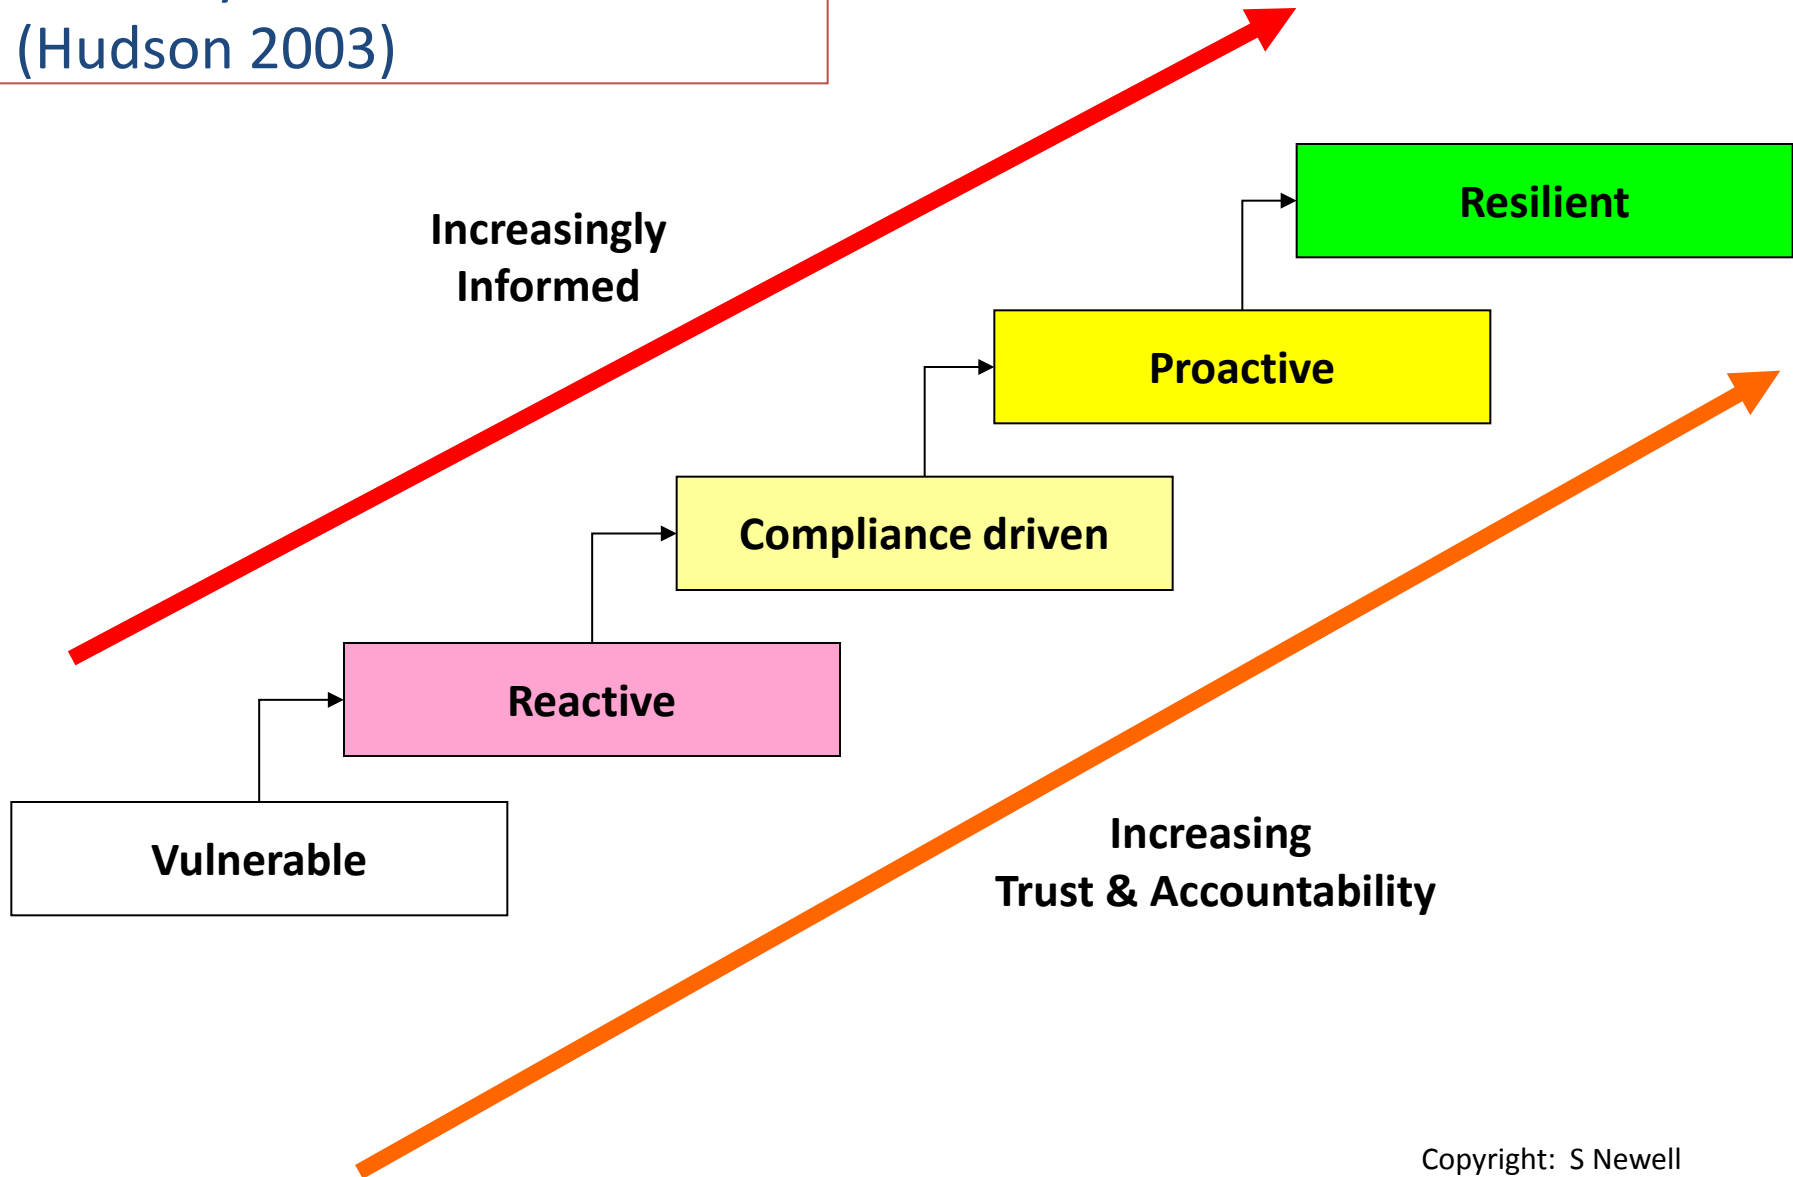 (Hudson 2003)
Increasingly
Informed
Resilient
Proactive
Compliance driven
Reactive
Vulnerable
Increasing
Trust & Accountability
Copyright: S Newell